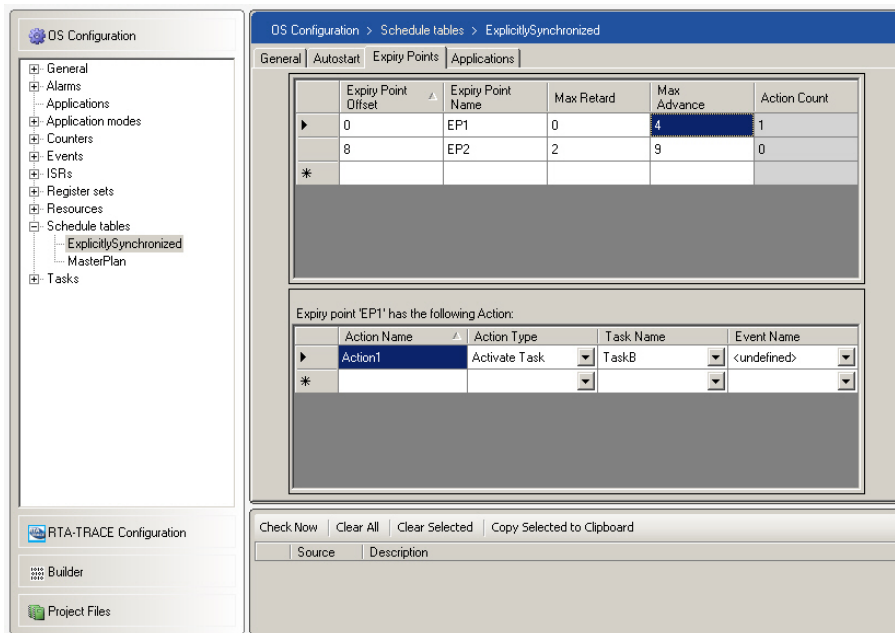 OS Configuration
General
Alarms
Applications
Application modes
Counters
Events
ISRs
Register sets
Resources
Schedule tables
ExplicitlySynchronized
MasterPlan
Tasks
RTA-TRACE Configuration
Builder
Project Files
OS Configuration > Schedule tables > ExplicitlySynchronized
General Autostart Expiry Points Applications
Expiry Point Offset Expiry Point Name Max Retard Max Advance Action Count
0 EP1 0 4 1
8 EP2 2 9 0
Expiry point 'EP1' has the following Action:
Action Name Action Type Task Name Event Name
Action1 Activate Task TaskB <undefined>
Check Now Clear All Clear Selected Copy Selected to Clipboard
Source Description